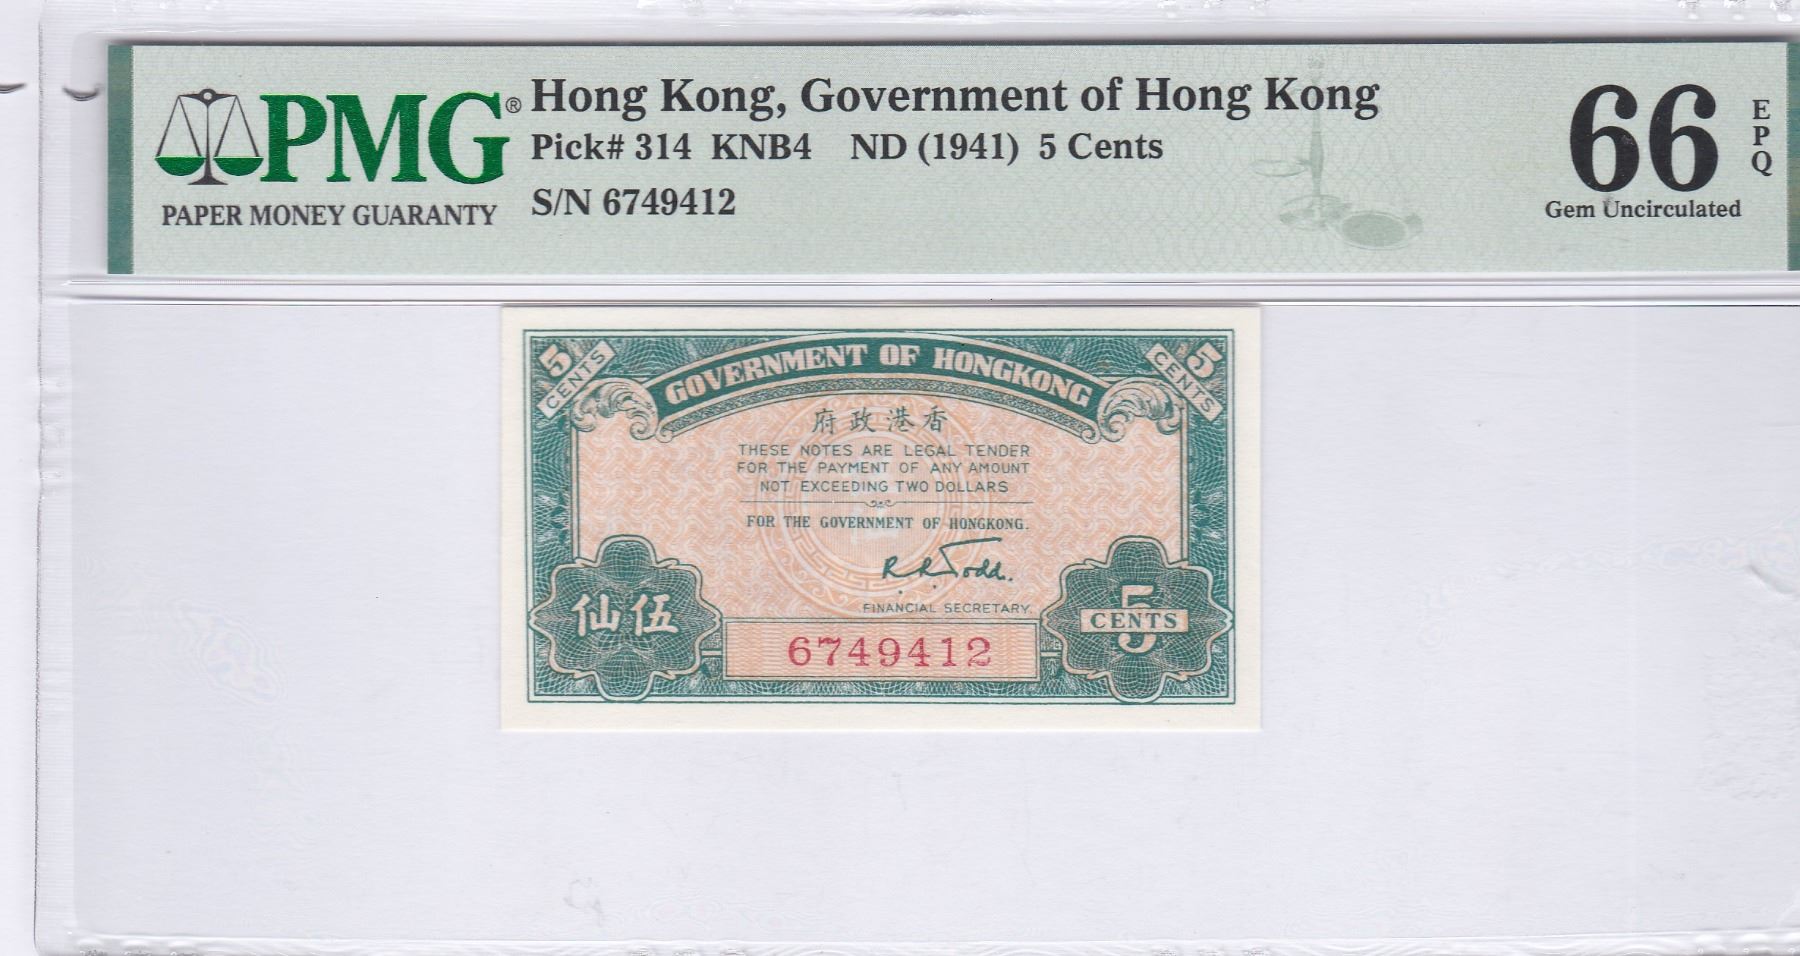 PMG®
PAPER MONEY GUARANTY
Hong Kong, Government of Hong Kong
Pick# 314 KNB4 ND (1941) 5 Cents
S/N 6749412
66 EPQ
Gem Uncirculated
5 CENTS
GOVERNMENT OF HONGKONG
5 CENTS
府政港香
THESE NOTES ARE LEGAL TENDER
FOR THE PAYMENT OF ANY AMOUNT
NOT EXCEEDING TWO DOLLARS
FOR THE GOVERNMENT OF HONGKONG.
R. R. Todd.
FINANCIAL SECRETARY.
仙伍
5 CENTS
6749412